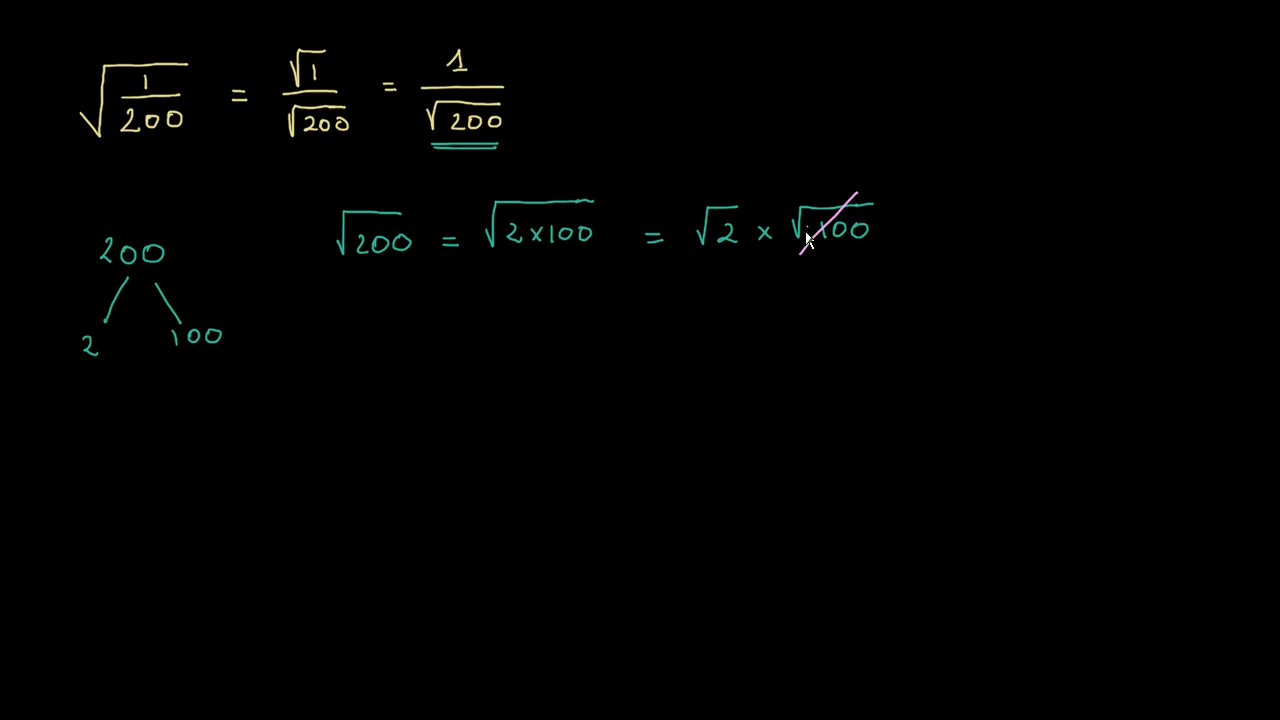 √(1/200) = √1/√200 = 1/√200
√200 = √(2×100) = √2 × √100
200
2 100